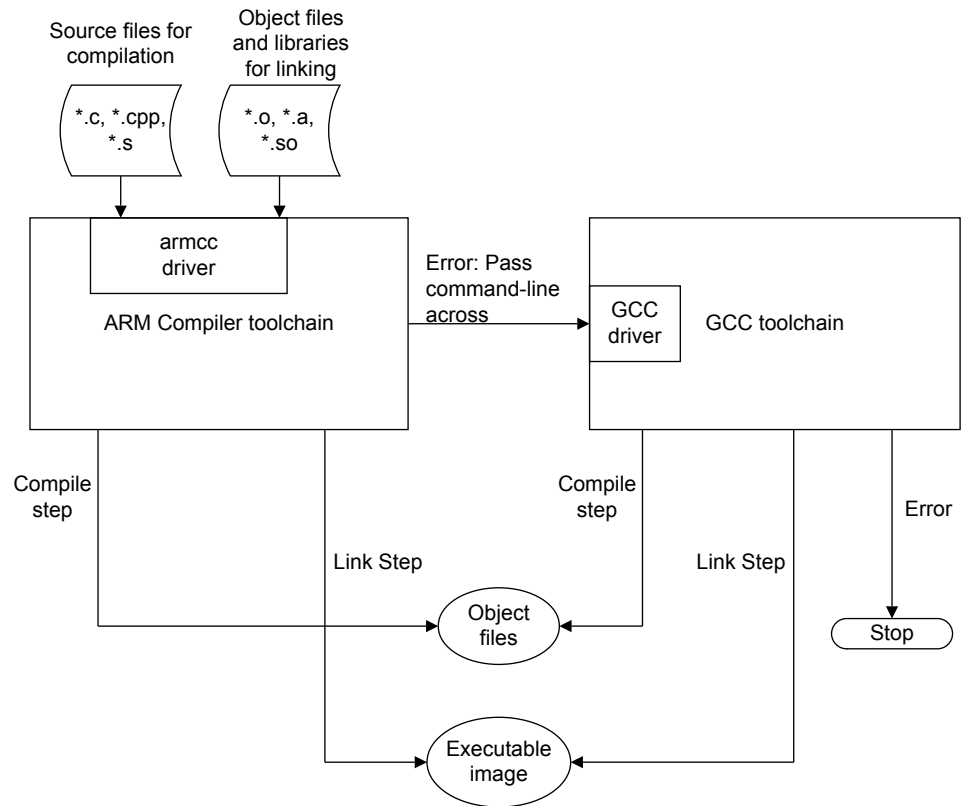 Source files for
compilation
Object files
and libraries
for linking
*.c, *.cpp,
*.s
*.o, *.a,
*.so
armcc
driver
ARM Compiler toolchain
Error: Pass
command-line
across
GCC
driver
GCC toolchain
Compile
step
Link Step
Compile
step
Link Step
Error
Object
files
Stop
Executable
image